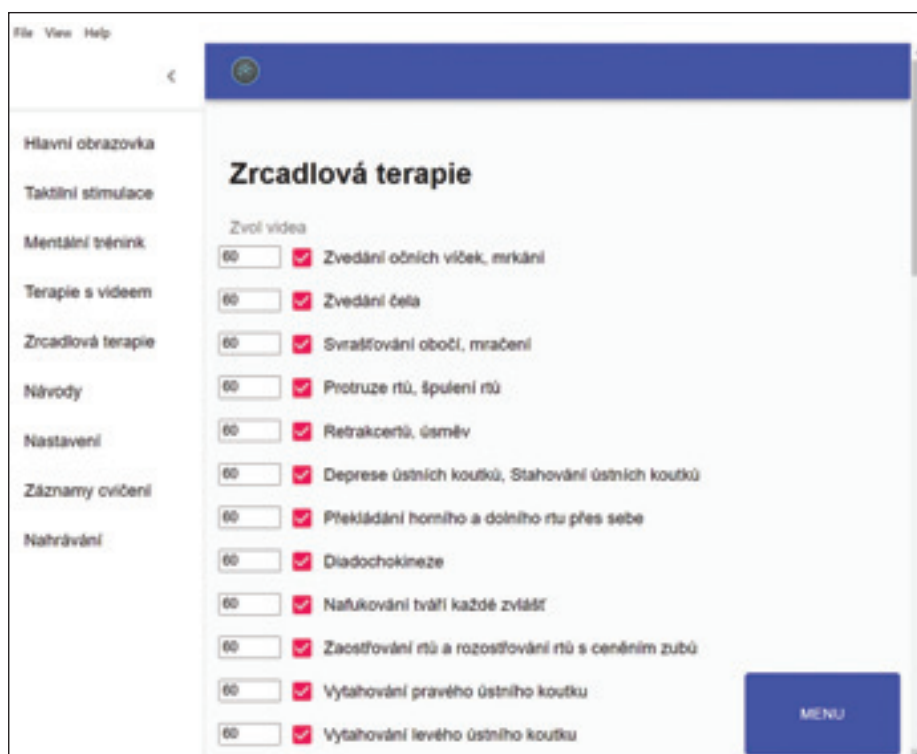 File View Help
Hlavní obrazovka
Taktilní stimulace
Mentální trénink
Terapie s videem
Zrcadlová terapie
Návody
Nastavení
Záznamy cvičení
Nahrávání
Zrcadlová terapie
Zvol videa
60 Zvedání očních víček, mrkání
60 Zvedání čela
60 Svrašťování obočí, mračení
60 Protruze rtů, špulení rtů
60 Retrakcertů, úsměv
60 Deprese ústních koutků, Stahování ústních koutků
60 Překládání horního a dolního rtu přes sebe
60 Diadochokineze
60 Nafukování tváří každé zvlášť
60 Zaostřování rtů a rozostřování rtů s ceněním zubů
60 Vytahování pravého ústního koutku
60 Vytahování levého ústního koutku
MENU